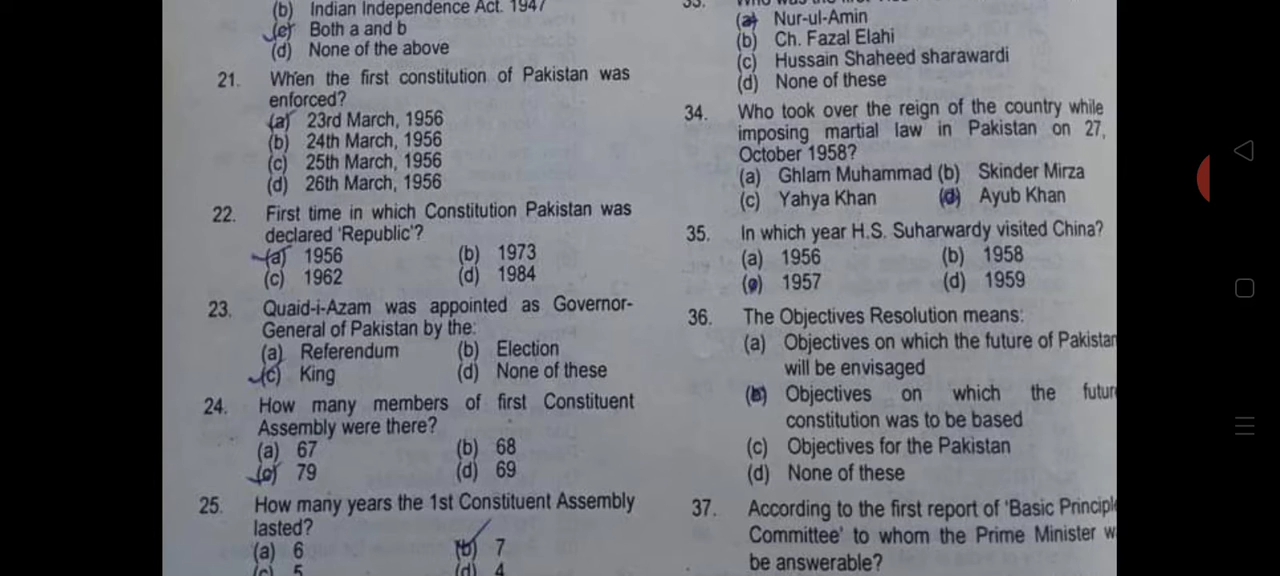 (b) Indian Independence Act. 1947
(c) Both a and b
(d) None of the above
21. When the first constitution of Pakistan was
enforced?
(a) 23rd March, 1956
(b) 24th March, 1956
(c) 25th March, 1956
(d) 26th March, 1956
22. First time in which Constitution Pakistan was
declared 'Republic'?
(a) 1956 (b) 1973
(c) 1962 (d) 1984
23. Quaid-i-Azam was appointed as Governor-
General of Pakistan by the:
(a) Referendum (b) Election
(c) King (d) None of these
24. How many members of first Constituent
Assembly were there?
(a) 67 (b) 68
(c) 79 (d) 69
25. How many years the 1st Constituent Assembly
lasted?
(a) 6 (b) 7
(c) 5 (d) 4
33.
(a) Nur-ul-Amin
(b) Ch. Fazal Elahi
(c) Hussain Shaheed sharawardi
(d) None of these
34. Who took over the reign of the country while
imposing martial law in Pakistan on 27,
October 1958?
(a) Ghlam Muhammad (b) Skinder Mirza
(c) Yahya Khan (d) Ayub Khan
35. In which year H.S. Suharwardy visited China?
(a) 1956 (b) 1958
(c) 1957 (d) 1959
36. The Objectives Resolution means:
(a) Objectives on which the future of Pakistan
will be envisaged
(b) Objectives on which the futur
constitution was to be based
(c) Objectives for the Pakistan
(d) None of these
37. According to the first report of 'Basic Principle
Committee' to whom the Prime Minister w
be answerable?